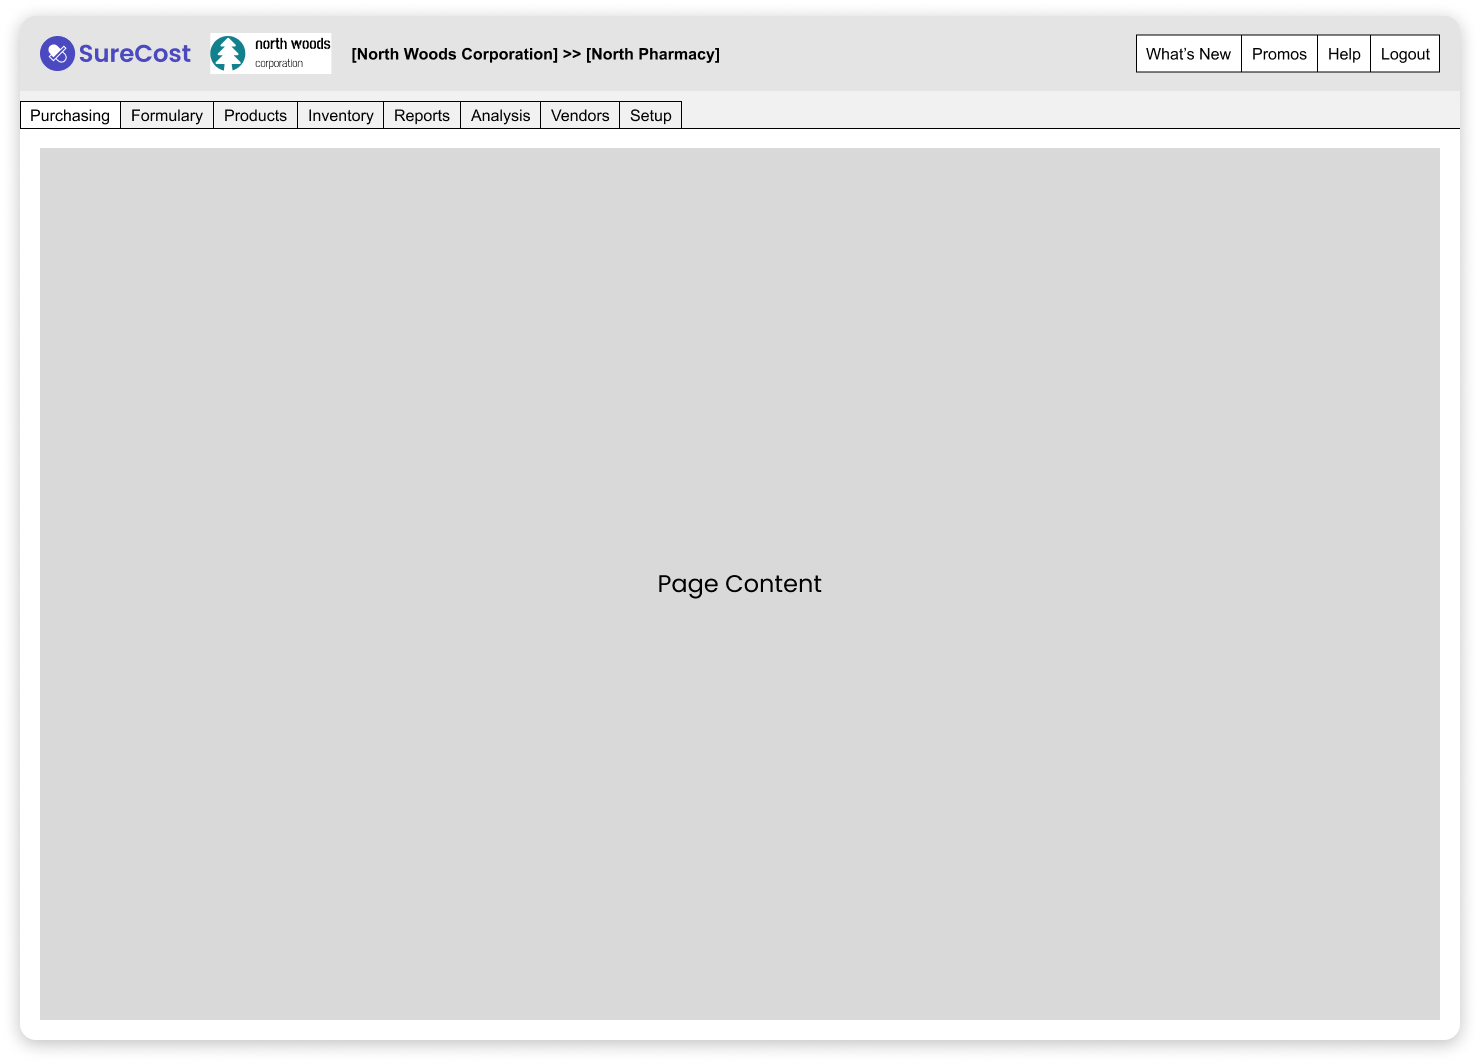 SureCost
north woods
corporation
[North Woods Corporation] >> [North Pharmacy]
What’s New Promos Help Logout
Purchasing Formulary Products Inventory Reports Analysis Vendors Setup
Page Content